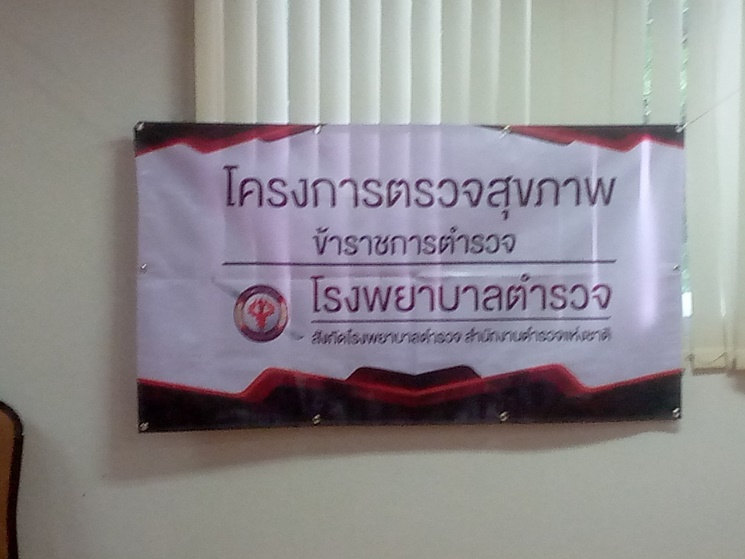 โครงการตรวจสุขภาพ
ข้าราชการตำรวจ
โรงพยาบาลตำรวจ
สังกัดโรงพยาบาลตำรวจ สำนักงานตำรวจแห่งชาติ